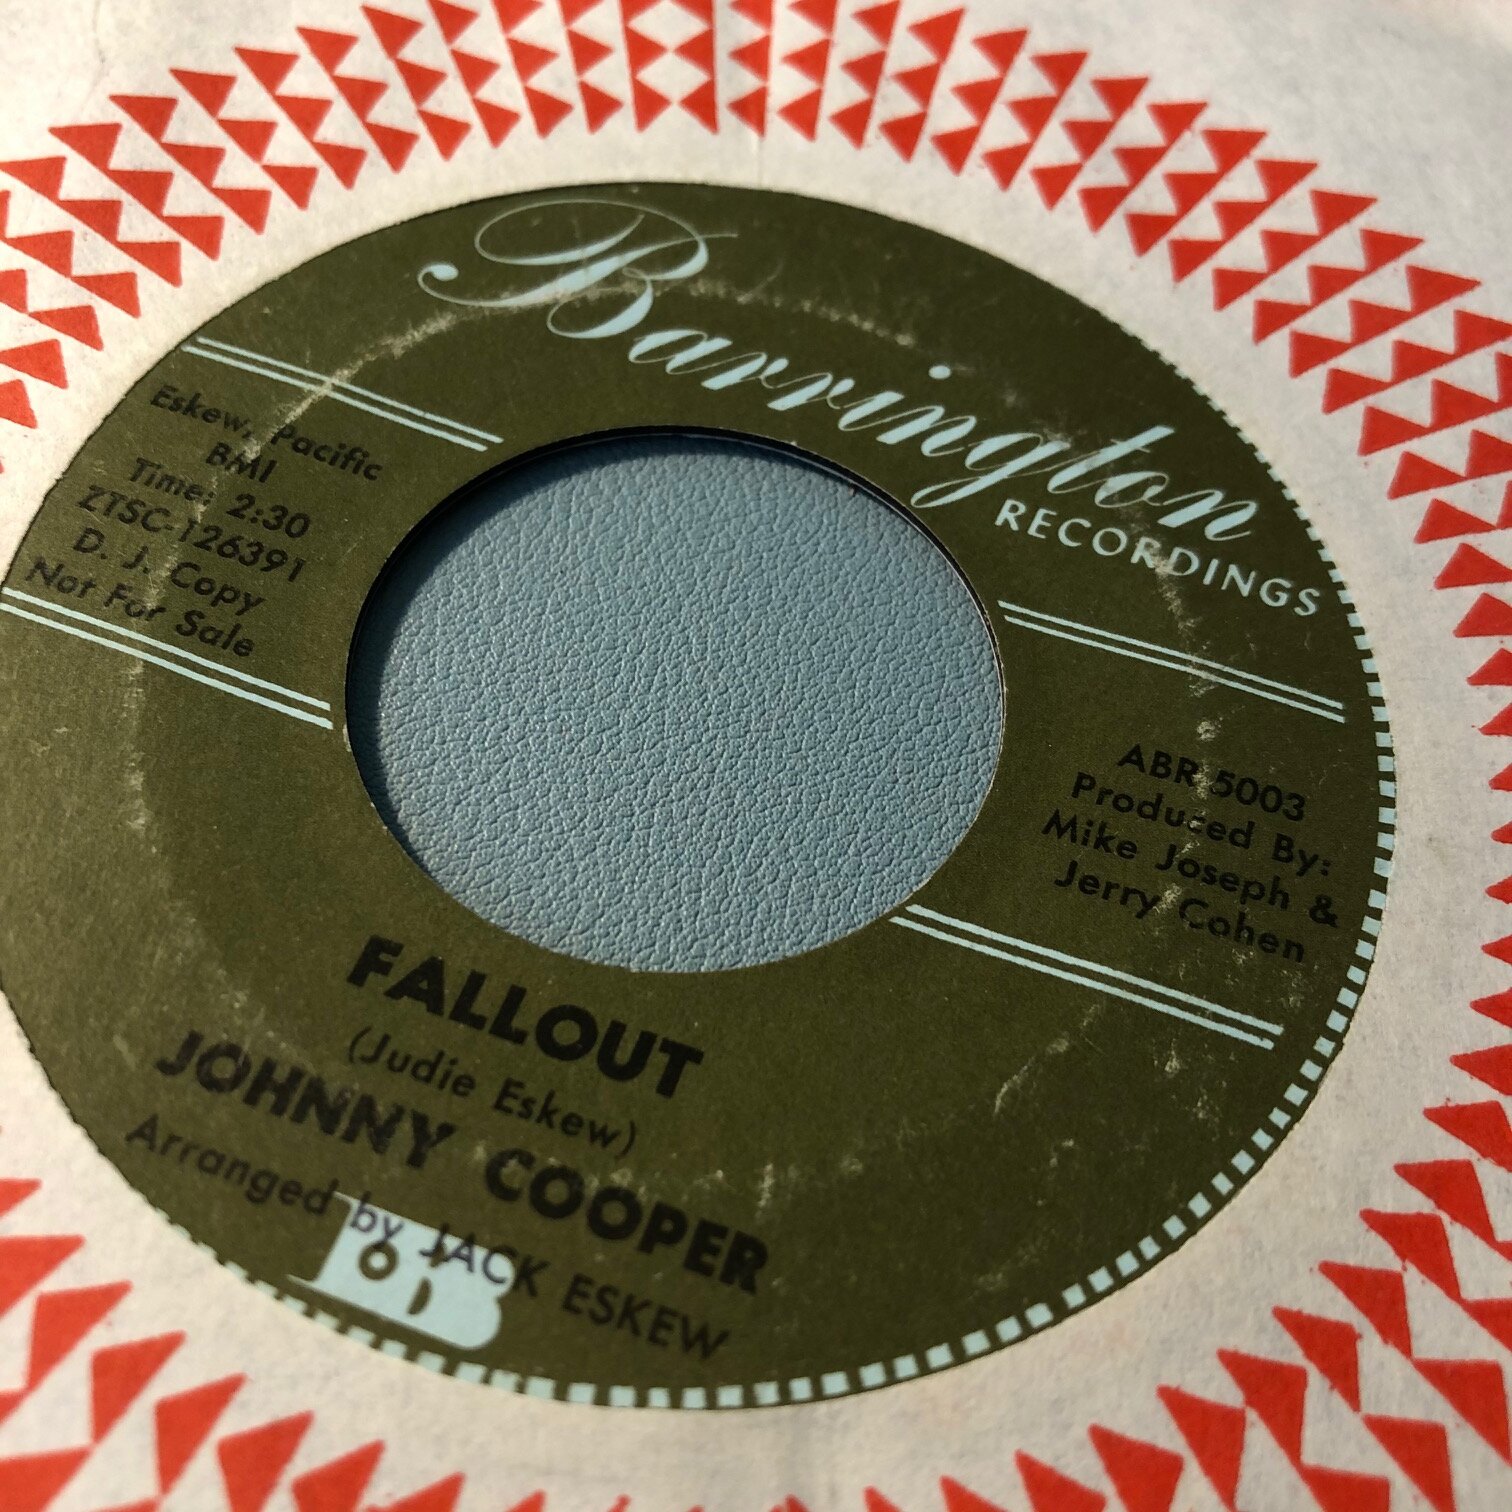 Barrington
RECORDINGS
Eskew, Pacific
BMI
Time: 2:30
ZTSC-126391
D. J. Copy
Not For Sale
ABR 5003
Produced By:
Mike Joseph &
Jerry Cohen
FALLOUT
(Judie Eskew)
JOHNNY COOPER
Arranged by JACK ESKEW
B